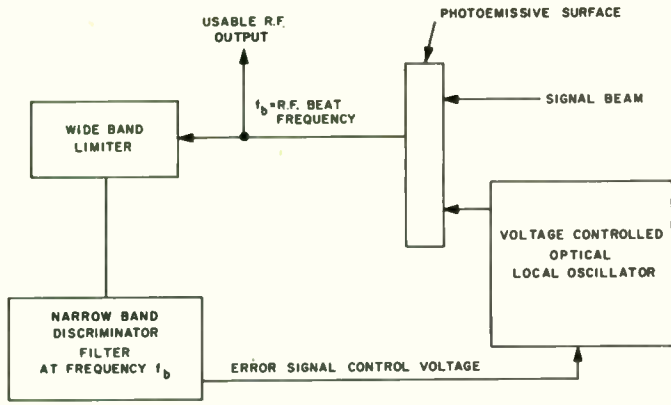 PHOTOEMISSIVE SURFACE
USABLE R.F.
OUTPUT
f_b = R.F. BEAT
FREQUENCY
SIGNAL BEAM
WIDE BAND
LIMITER
VOLTAGE CONTROLLED
OPTICAL
LOCAL OSCILLATOR
NARROW BAND
DISCRIMINATOR
FILTER
AT FREQUENCY f_b
ERROR SIGNAL CONTROL VOLTAGE